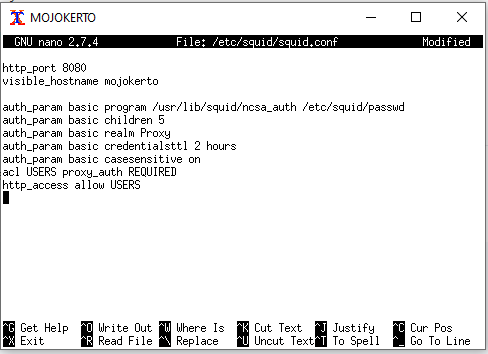 MOJOKERTO
GNU nano 2.7.4 File: /etc/squid/squid.conf Modified
http_port 8080
visible_hostname mojokerto
auth_param basic program /usr/lib/squid/ncsa_auth /etc/squid/passwd
auth_param basic children 5
auth_param basic realm Proxy
auth_param basic credentialsttl 2 hours
auth_param basic casesensitive on
acl USERS proxy_auth REQUIRED
http_access allow USERS
^G Get Help ^O Write Out ^W Where Is ^K Cut Text ^J Justify ^C Cur Pos
^X Exit ^R Read File ^\ Replace ^U Uncut Text ^T To Spell ^_ Go To Line